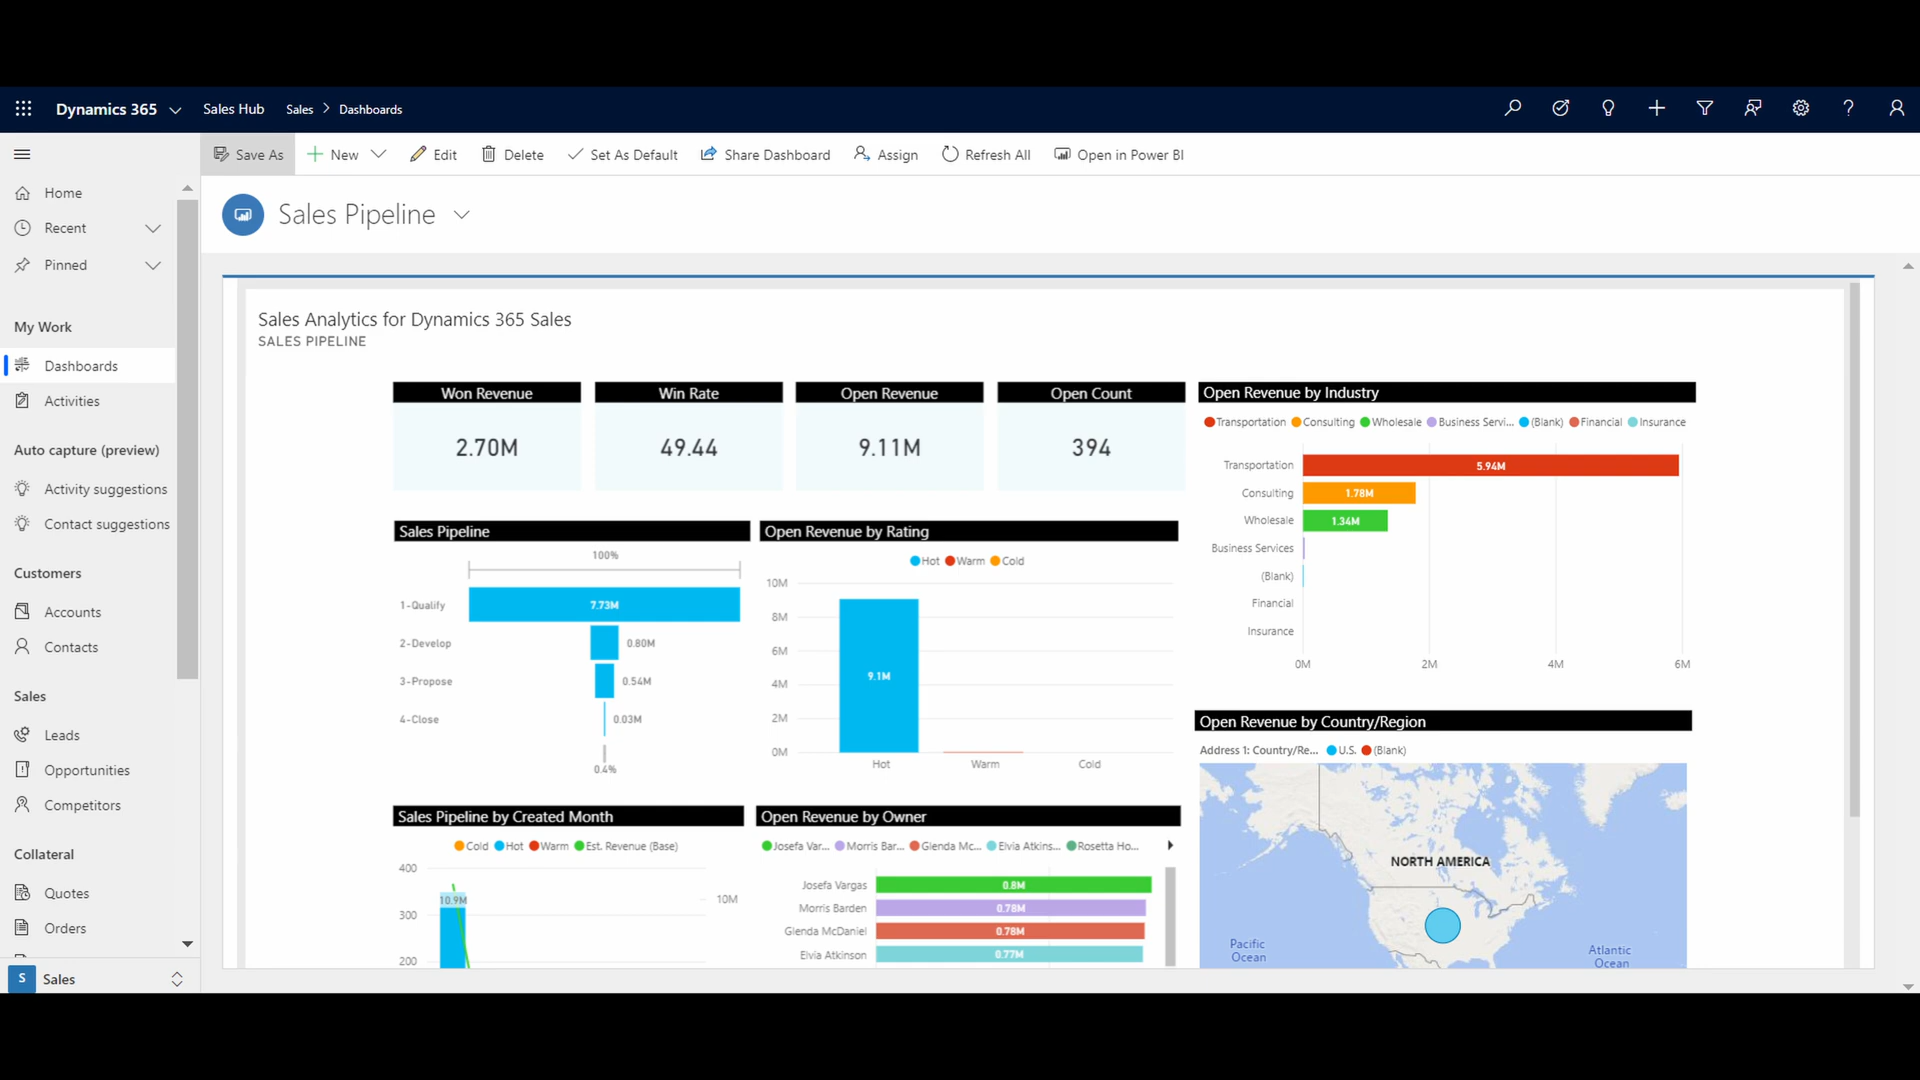 Dynamics 365
Sales Hub
Sales > Dashboards
Save As
New
Edit
Delete
Set As Default
Share Dashboard
Assign
Refresh All
Open in Power BI
Home
Recent
Pinned
My Work
Dashboards
Activities
Auto capture (preview)
Activity suggestions
Contact suggestions
Customers
Accounts
Contacts
Sales
Leads
Opportunities
Competitors
Collateral
Quotes
Orders
S Sales
Sales Pipeline
Sales Analytics for Dynamics 365 Sales
SALES PIPELINE
Won Revenue
2.70M
Win Rate
49.44
Open Revenue
9.11M
Open Count
394
Open Revenue by Industry
Transportation Consulting Wholesale Business Servi... (Blank) Financial Insurance
Transportation 5.94M
Consulting 1.78M
Wholesale 1.34M
Business Services
(Blank)
Financial
Insurance
0M 2M 4M 6M
Sales Pipeline
100%
1-Qualify 7.73M
2-Develop 0.80M
3-Propose 0.54M
4-Close 0.03M
0.4%
Open Revenue by Rating
Hot Warm Cold
10M
8M
6M
4M
2M
0M
9.1M
Hot Warm Cold
Open Revenue by Country/Region
Address 1: Country/Re... U.S. (Blank)
NORTH AMERICA
Pacific
Ocean
Atlantic
Ocean
Sales Pipeline by Created Month
Cold Hot Warm Est. Revenue (Base)
400
300
200
10.9M
10M
Open Revenue by Owner
Josefa Var... Morris Bar... Glenda Mc... Elvia Atkins... Rosetta Ho...
Josefa Vargas 0.8M
Morris Barden 0.78M
Glenda McDaniel 0.78M
Elvia Atkinson 0.77M